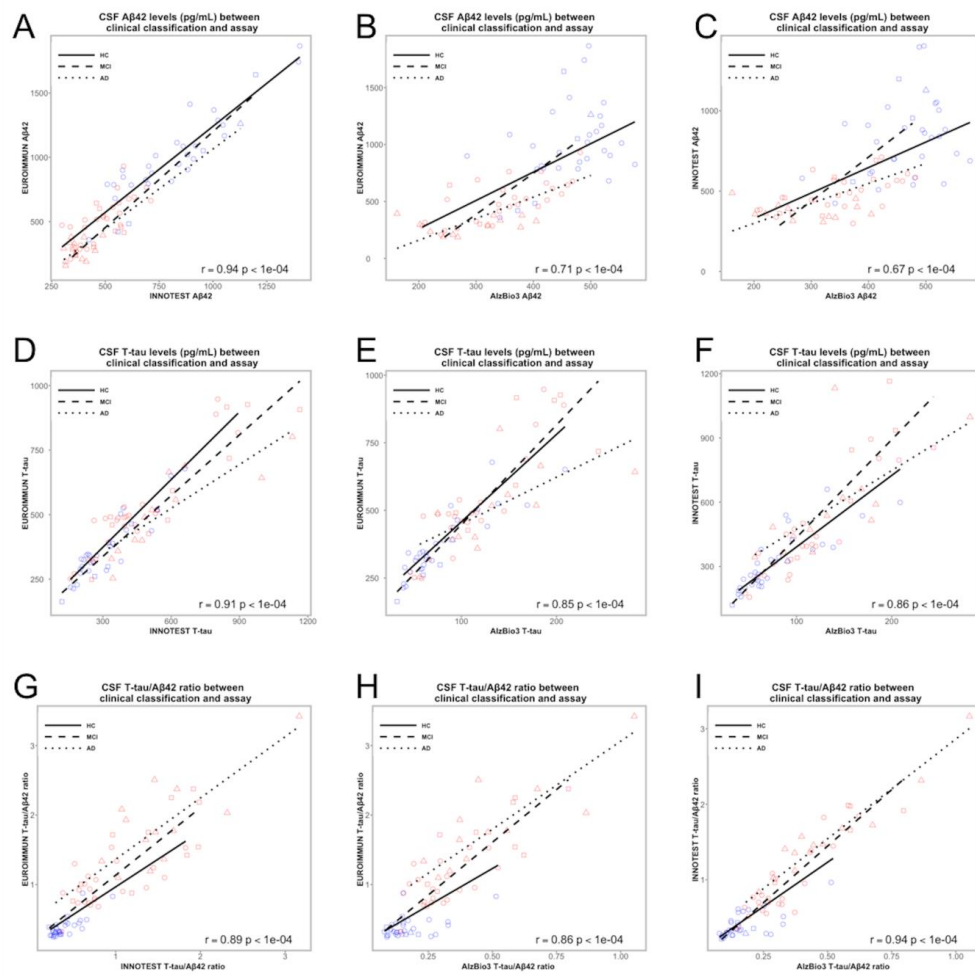 A
CSF Aβ42 levels (pg/mL) between
clinical classification and assay
HC
MCI
AD
EUROIMMUN Aβ42
1500
1000
500
250
500
750
1000
1250
r = 0.94 p < 1e-04
INNOTEST Aβ42
B
CSF Aβ42 levels (pg/mL) between
clinical classification and assay
HC
MCI
AD
EUROIMMUN Aβ42
1500
1000
500
0
200
300
400
500
r = 0.71 p < 1e-04
AlzBio3 Aβ42
C
CSF Aβ42 levels (pg/mL) between
clinical classification and assay
HC
MCI
AD
INNOTEST Aβ42
1000
500
0
200
300
400
500
r = 0.67 p < 1e-04
AlzBio3 Aβ42
D
CSF T-tau levels (pg/mL) between
clinical classification and assay
HC
MCI
AD
EUROIMMUN T-tau
1000
750
500
250
300
600
900
1200
r = 0.91 p < 1e-04
INNOTEST T-tau
E
CSF T-tau levels (pg/mL) between
clinical classification and assay
HC
MCI
AD
EUROIMMUN T-tau
1000
750
500
250
100
200
r = 0.85 p < 1e-04
AlzBio3 T-tau
F
CSF T-tau levels (pg/mL) between
clinical classification and assay
HC
MCI
AD
INNOTEST T-tau
1200
900
600
300
100
200
r = 0.86 p < 1e-04
AlzBio3 T-tau
G
CSF T-tau/Aβ42 ratio between
clinical classification and assay
HC
MCI
AD
EUROIMMUN T-tau/Aβ42 ratio
3
2
1
1
2
3
r = 0.89 p < 1e-04
INNOTEST T-tau/Aβ42 ratio
H
CSF T-tau/Aβ42 ratio between
clinical classification and assay
HC
MCI
AD
EUROIMMUN T-tau/Aβ42 ratio
3
2
1
0.25
0.50
0.75
1.00
r = 0.86 p < 1e-04
AlzBio3 T-tau/Aβ42 ratio
I
CSF T-tau/Aβ42 ratio between
clinical classification and assay
HC
MCI
AD
INNOTEST T-tau/Aβ42 ratio
3
2
1
0.00
0.25
0.50
0.75
1.00
r = 0.94 p < 1e-04
AlzBio3 T-tau/Aβ42 ratio